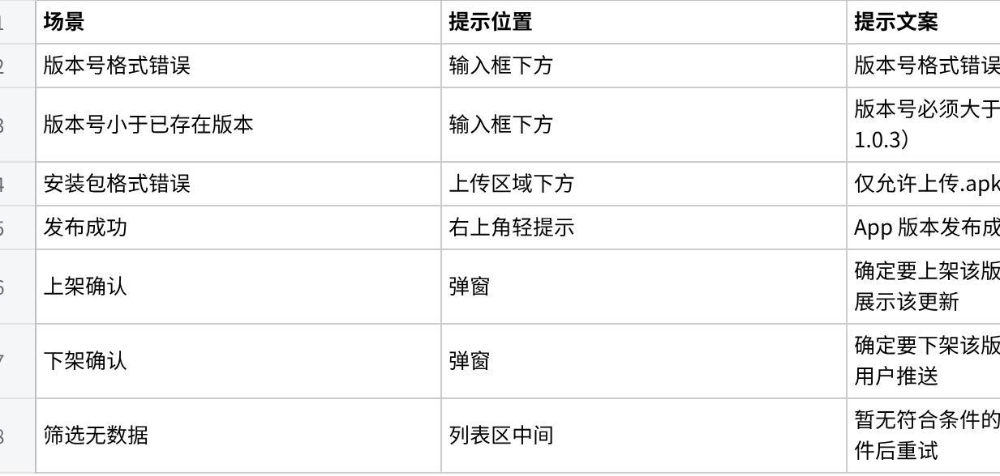 场景 提示位置 提示文案
2 版本号格式错误 输入框下方 版本号格式错误
3 版本号小于已存在版本 输入框下方 版本号必须大于
1.0.3）
4 安装包格式错误 上传区域下方 仅允许上传.apk
5 发布成功 右上角轻提示 App 版本发布成
6 上架确认 弹窗 确定要上架该版
展示该更新
7 下架确认 弹窗 确定要下架该版
用户推送
8 筛选无数据 列表区中间 暂无符合条件的
件后重试